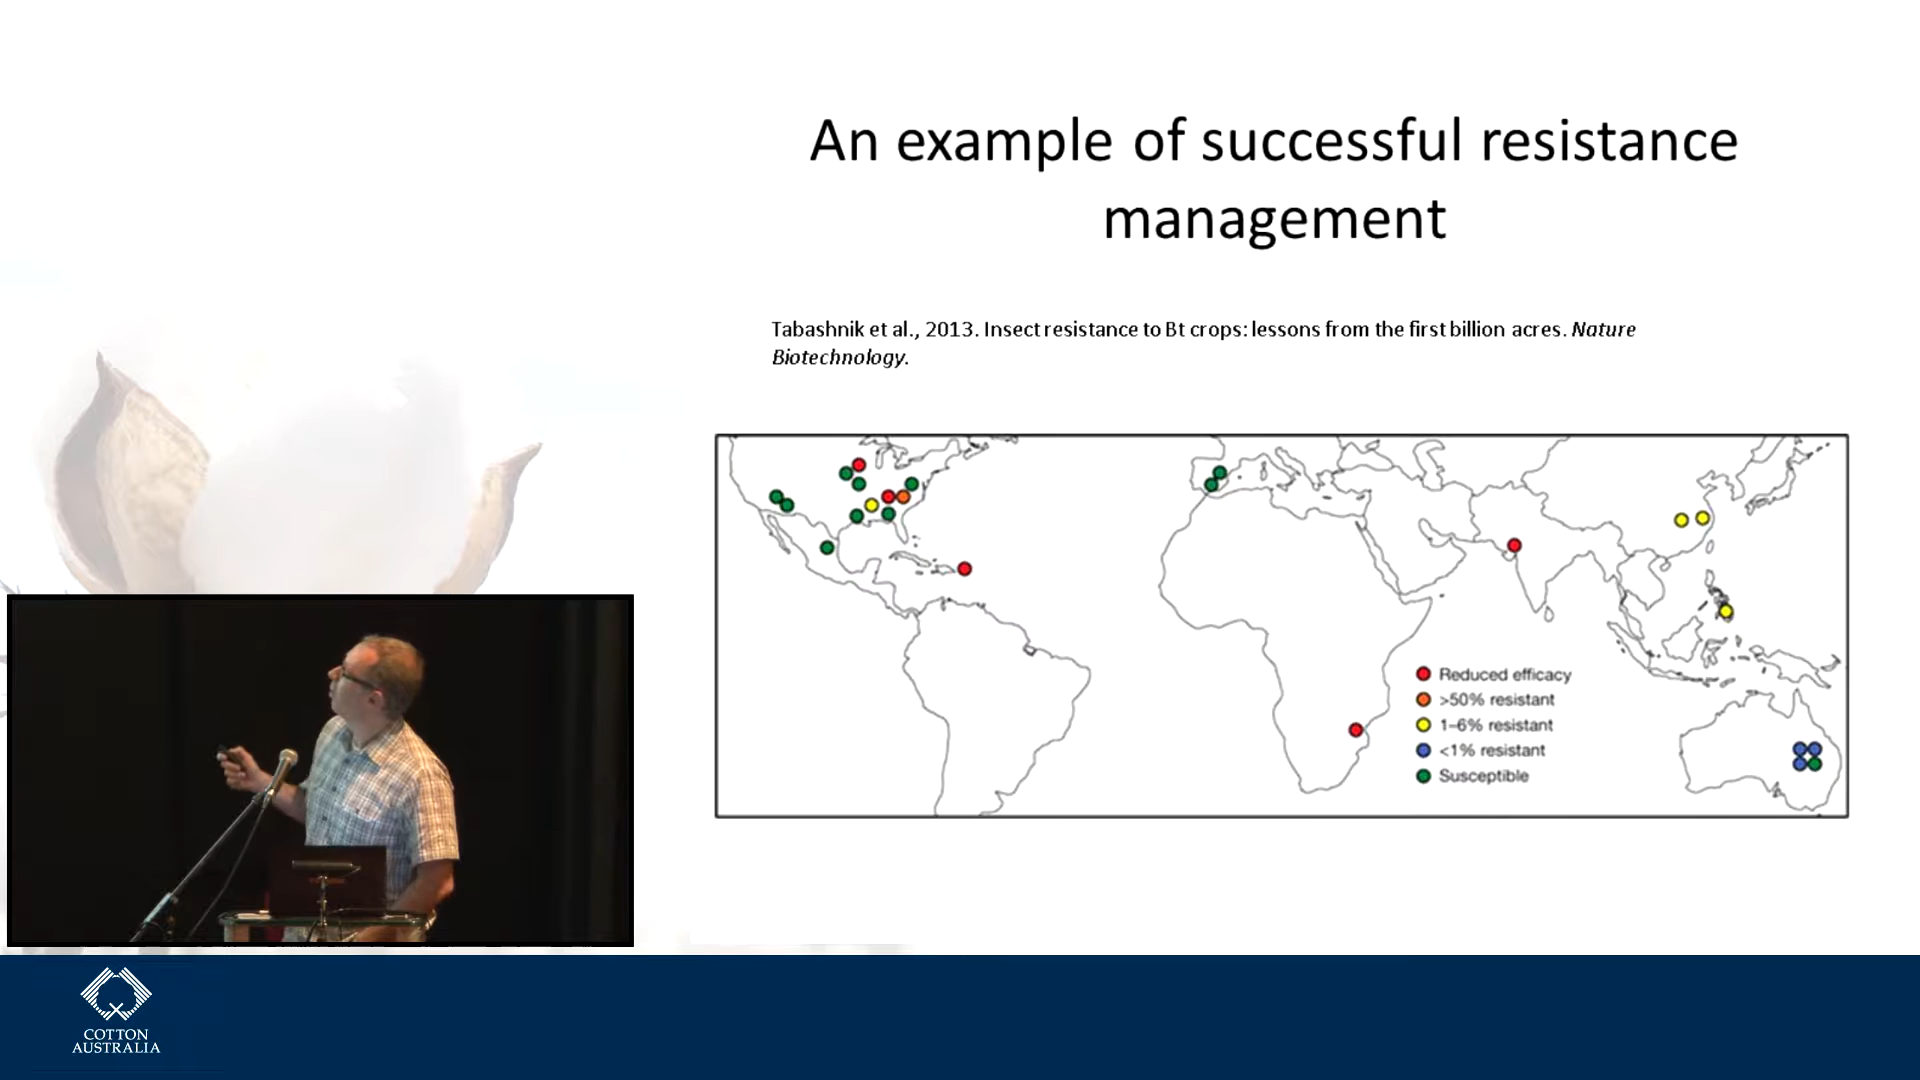 An example of successful resistance
management
Tabashnik et al., 2013. Insect resistance to Bt crops: lessons from the first billion acres. Nature
Biotechnology.
Reduced efficacy
>50% resistant
1–6% resistant
<1% resistant
Susceptible
COTTON
AUSTRALIA